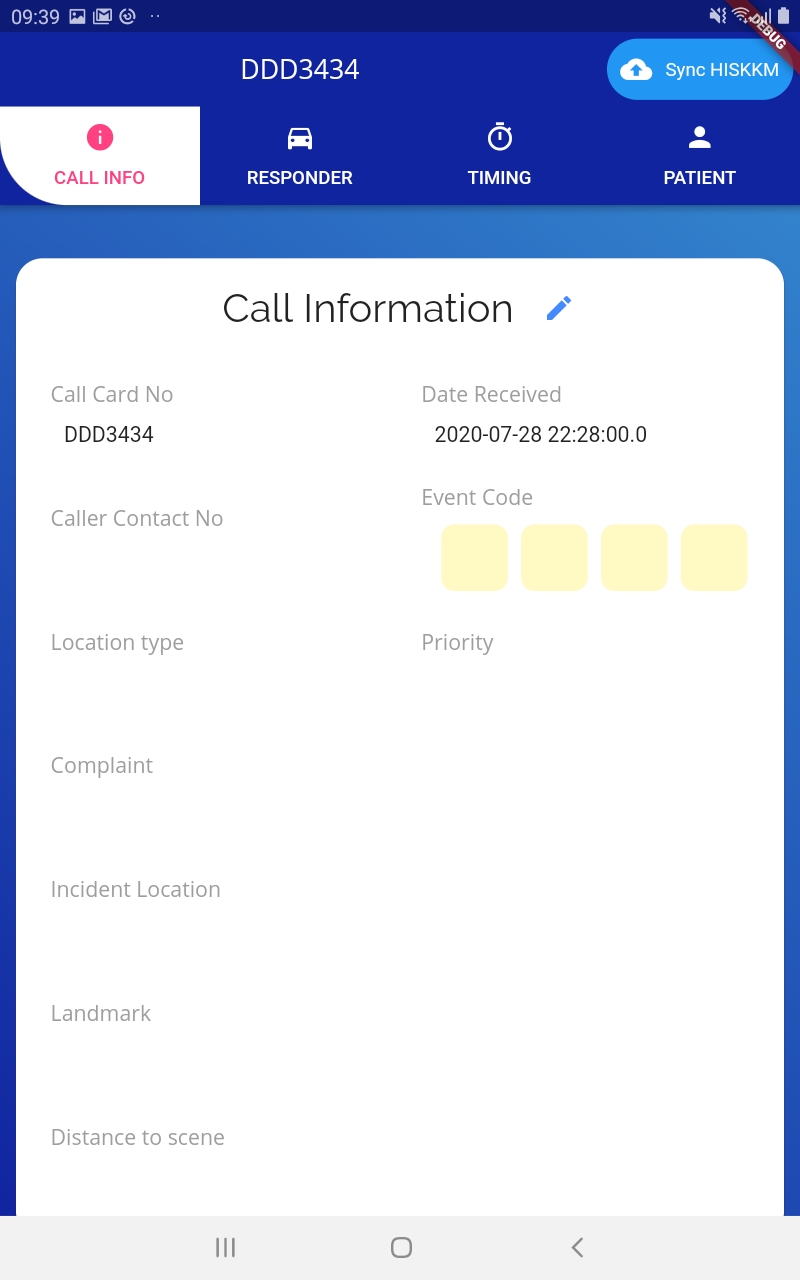 09:39
DEBUG
DDD3434
Sync HISKKM
CALL INFO
RESPONDER
TIMING
PATIENT
Call Information
Call Card No
Date Received
DDD3434
2020-07-28 22:28:00.0
Caller Contact No
Event Code
Location type
Priority
Complaint
Incident Location
Landmark
Distance to scene